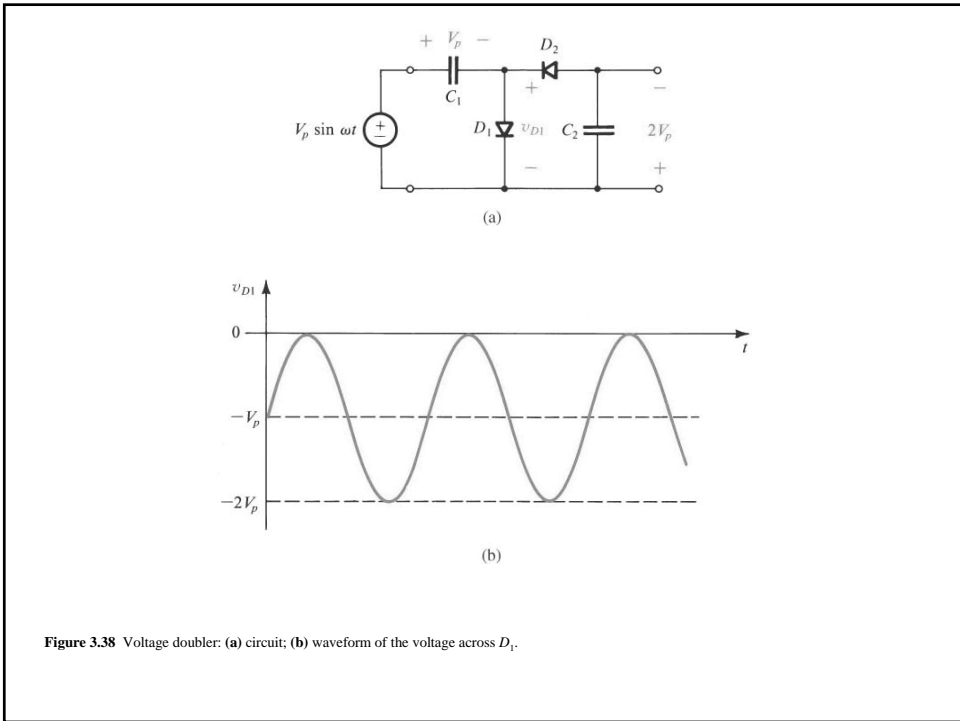 + Vp −
D2
C1
+
−
Vp sin ωt
+
−
D1
vD1
C2
2Vp
−
+
(a)
vD1
0
t
−Vp
−2Vp
(b)
Figure 3.38 Voltage doubler: (a) circuit; (b) waveform of the voltage across D1.